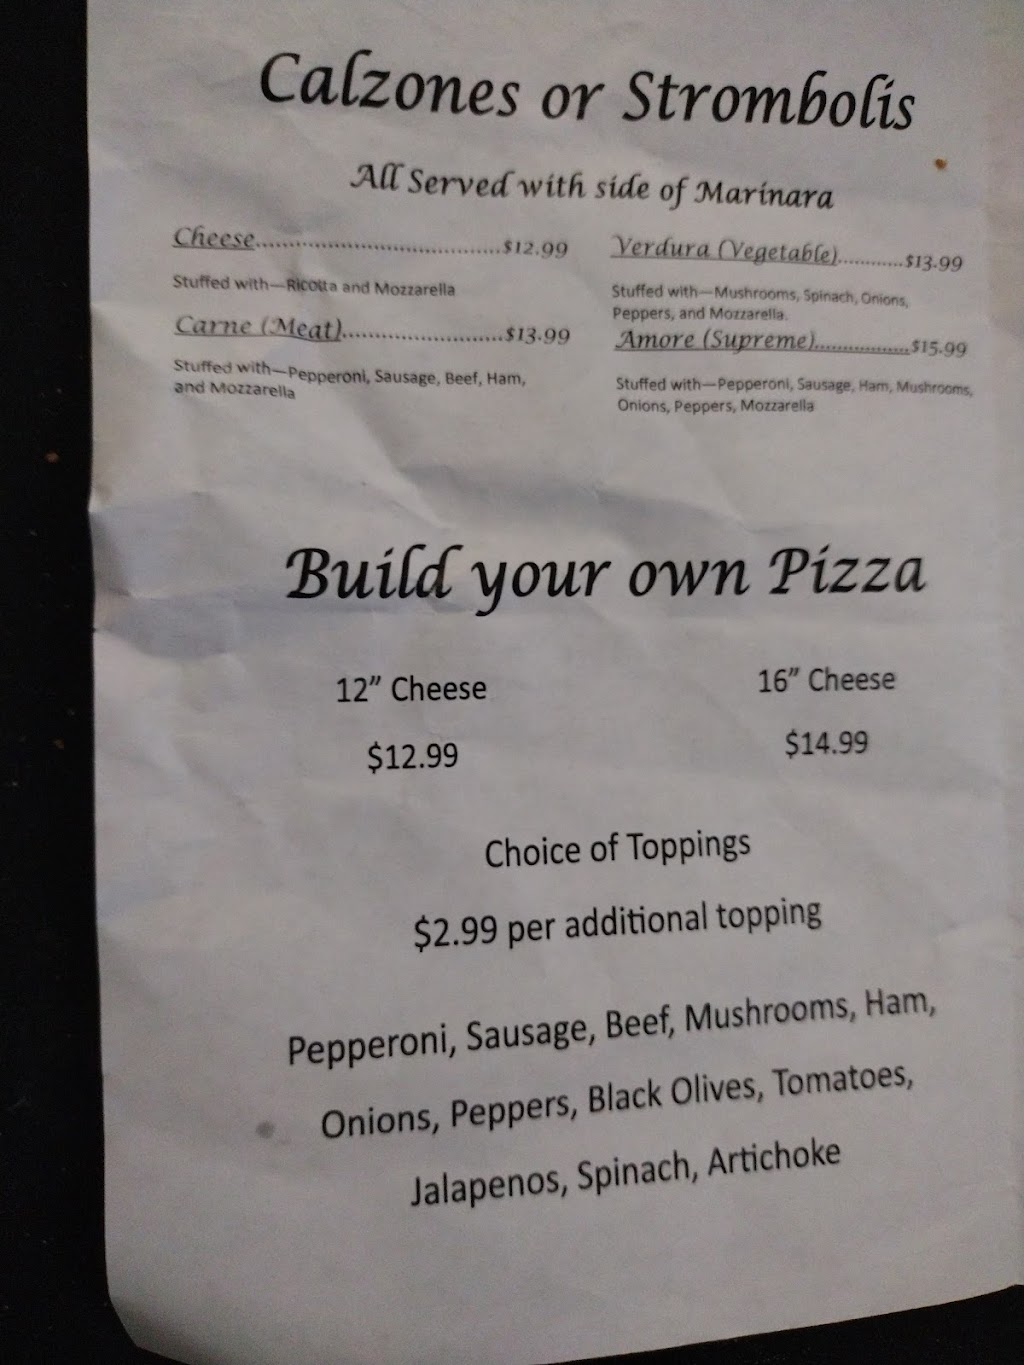 Calzones or Strombolis
All Served with side of Marinara
Cheese.....................................$12.99
Stuffed with—Ricotta and Mozzarella
Carne (Meat)........................$13.99
Stuffed with—Pepperoni, Sausage, Beef, Ham,
and Mozzarella
Verdura (Vegetable)............$13.99
Stuffed with—Mushrooms, Spinach, Onions,
Peppers, and Mozzarella.
Amore (Supreme)..................$15.99
Stuffed with—Pepperoni, Sausage, Ham, Mushrooms,
Onions, Peppers, Mozzarella
Build your own Pizza
12” Cheese
$12.99
16” Cheese
$14.99
Choice of Toppings
$2.99 per additional topping
Pepperoni, Sausage, Beef, Mushrooms, Ham,
Onions, Peppers, Black Olives, Tomatoes,
Jalapenos, Spinach, Artichoke